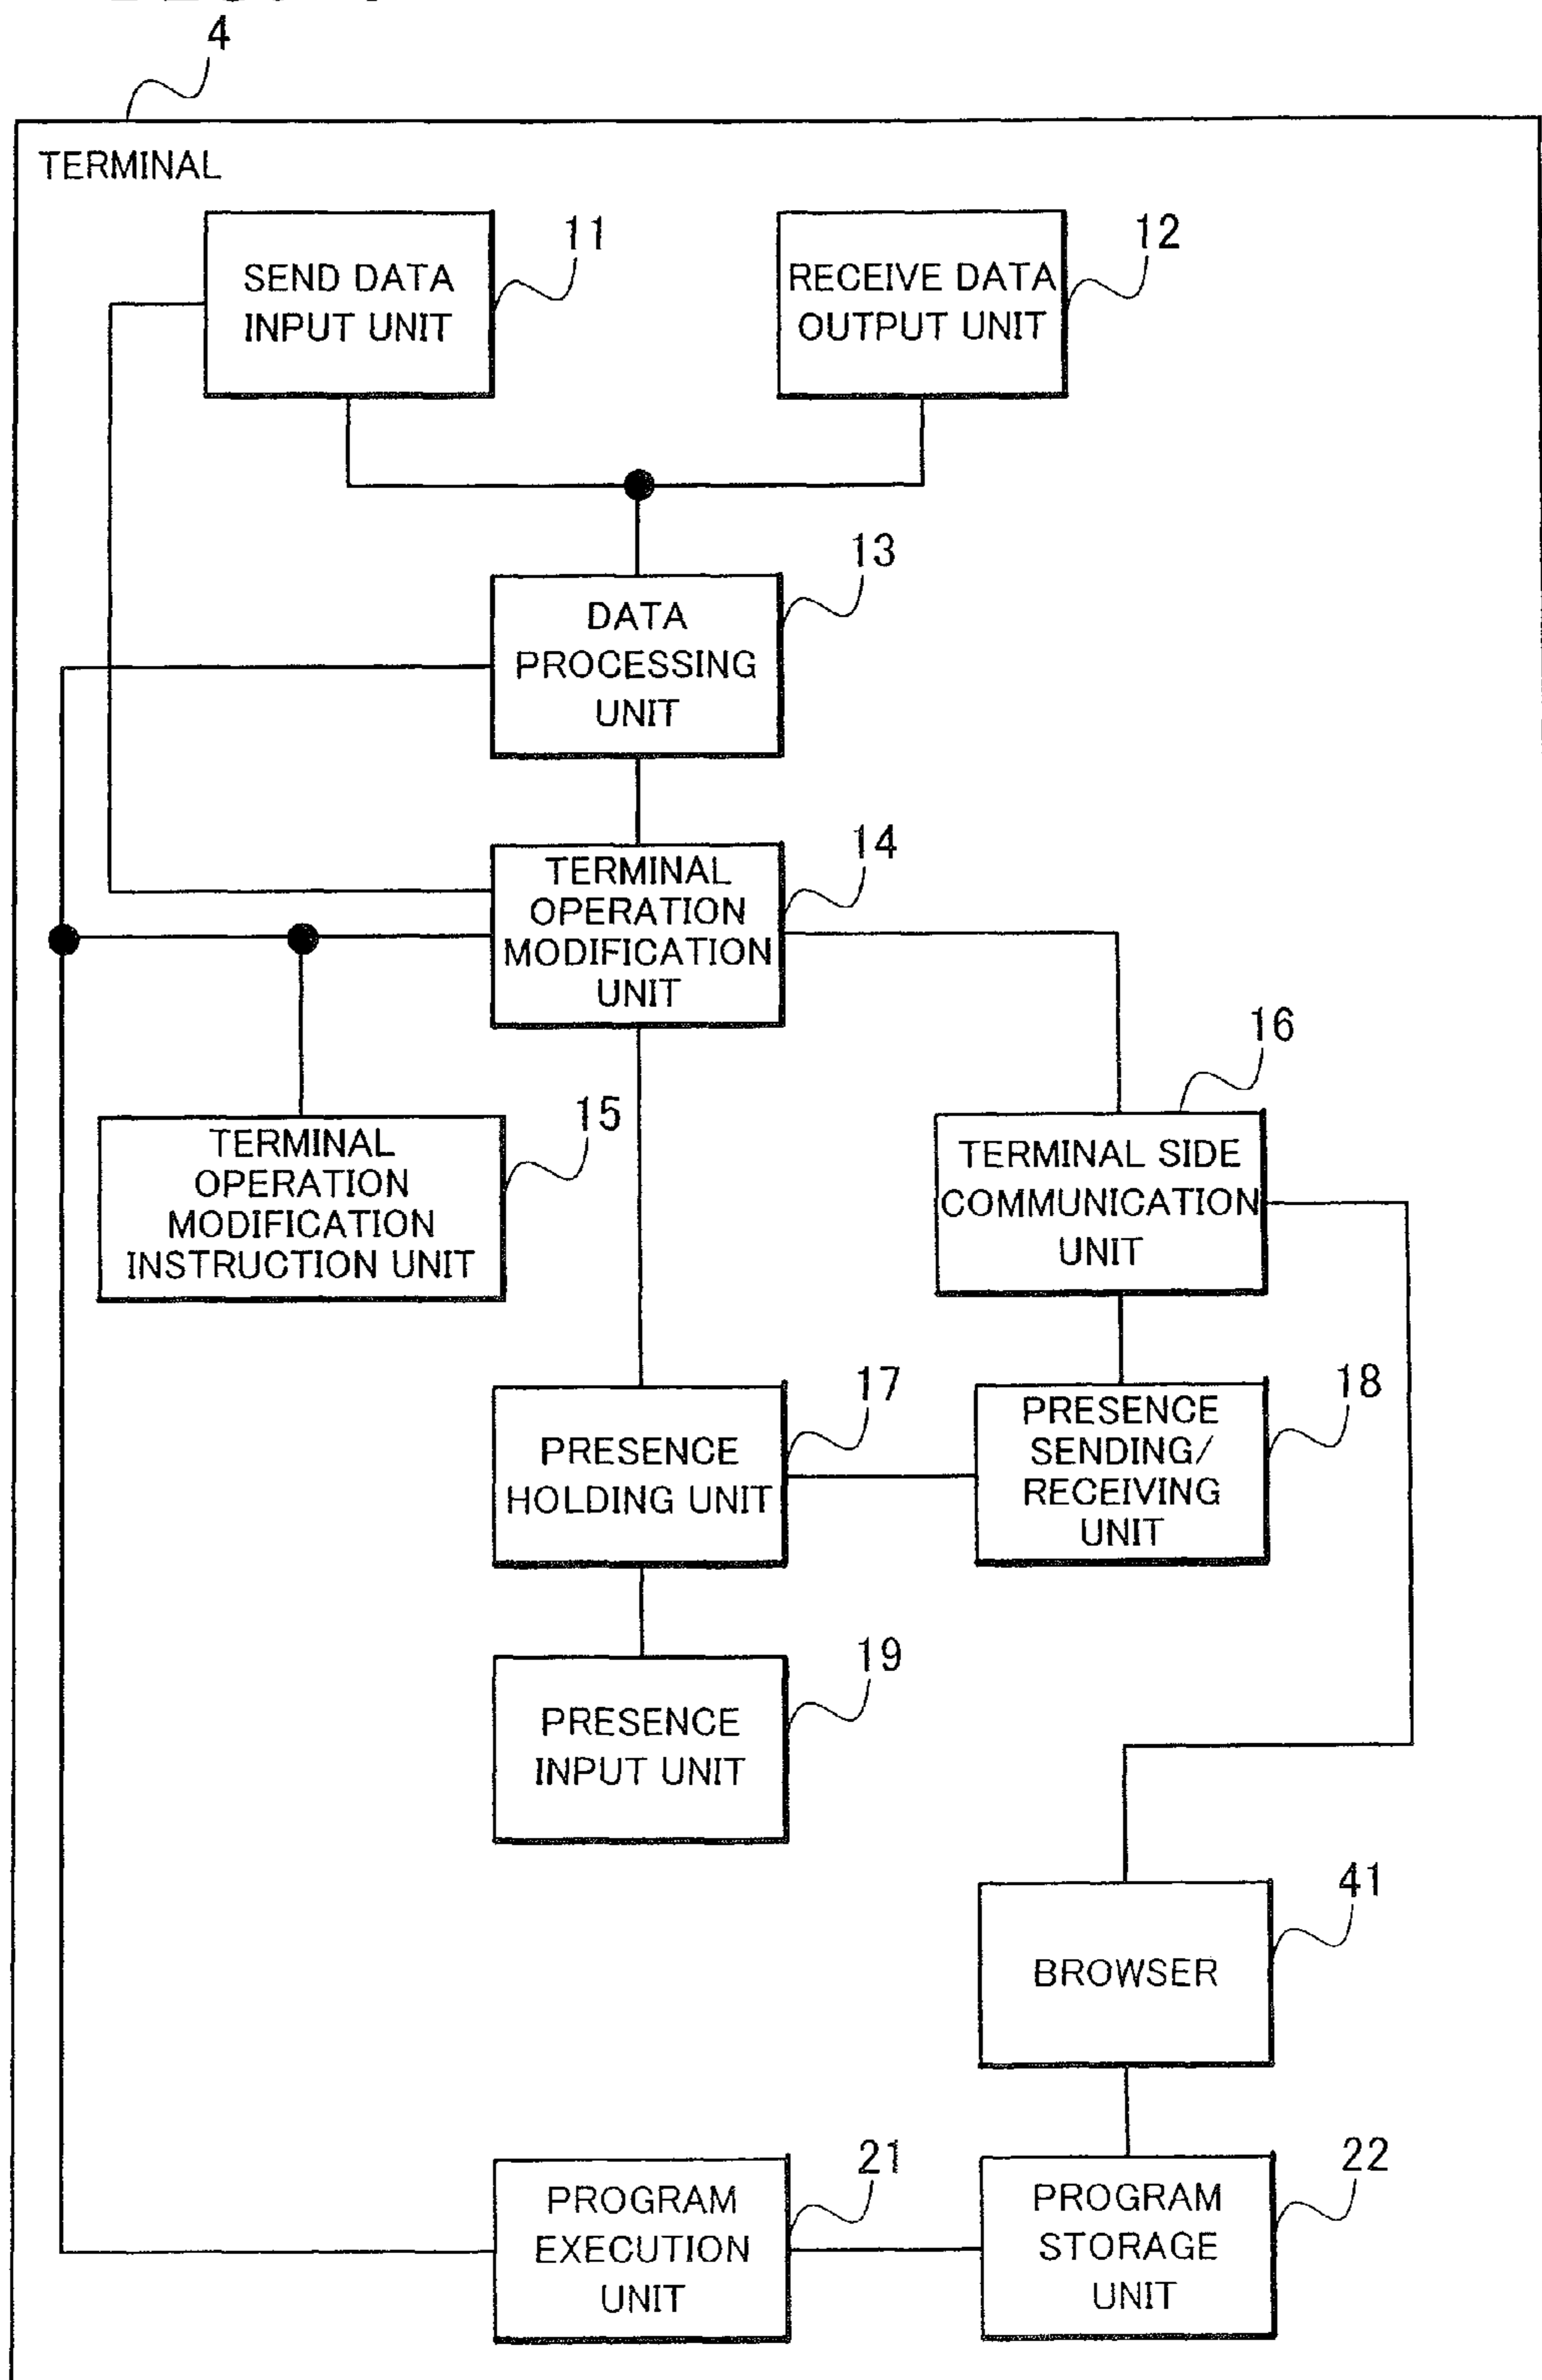 4
TERMINAL
11
SEND DATA
INPUT UNIT
12
RECEIVE DATA
OUTPUT UNIT
13
DATA
PROCESSING
UNIT
14
TERMINAL
OPERATION
MODIFICATION
UNIT
15
TERMINAL
OPERATION
MODIFICATION
INSTRUCTION UNIT
16
TERMINAL SIDE
COMMUNICATION
UNIT
17
PRESENCE
HOLDING UNIT
18
PRESENCE
SENDING/
RECEIVING
UNIT
19
PRESENCE
INPUT UNIT
41
BROWSER
21
PROGRAM
EXECUTION
UNIT
22
PROGRAM
STORAGE
UNIT